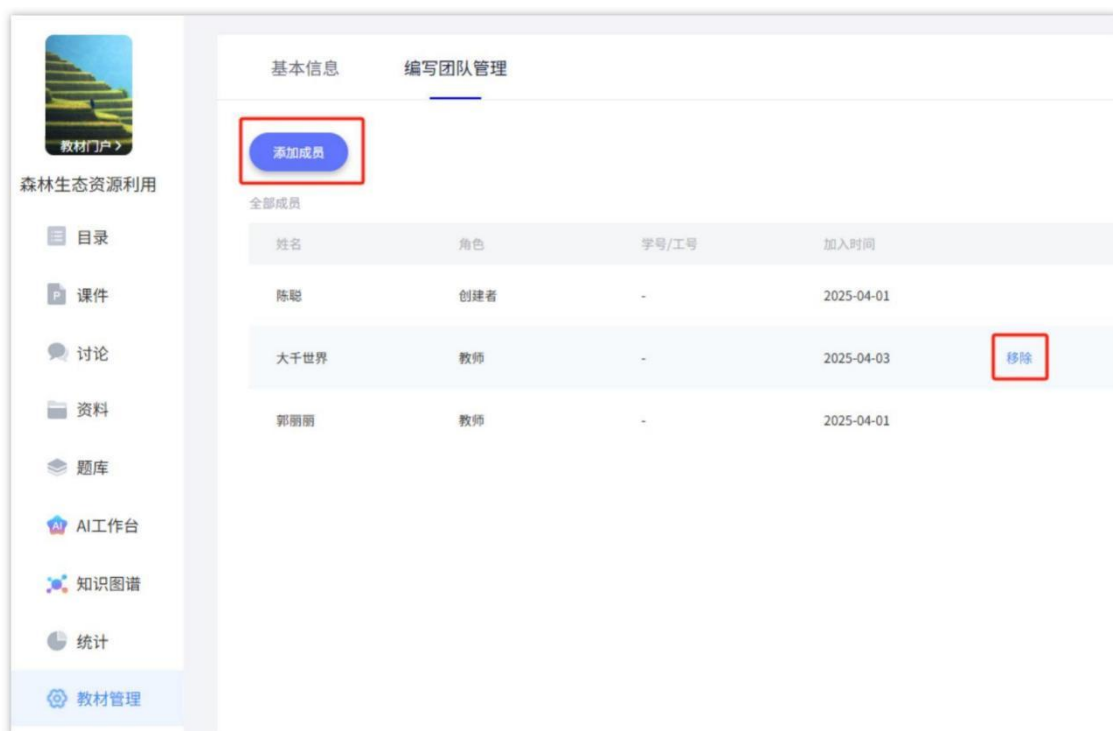 教材门户>
森林生态资源利用
目录
课件
讨论
资料
题库
AI工作台
知识图谱
统计
教材管理
基本信息 编写团队管理
添加成员
全部成员
姓名 角色 学号/工号 加入时间
陈聪 创建者 - 2025-04-01
大千世界 教师 - 2025-04-03 移除
郭丽丽 教师 - 2025-04-01